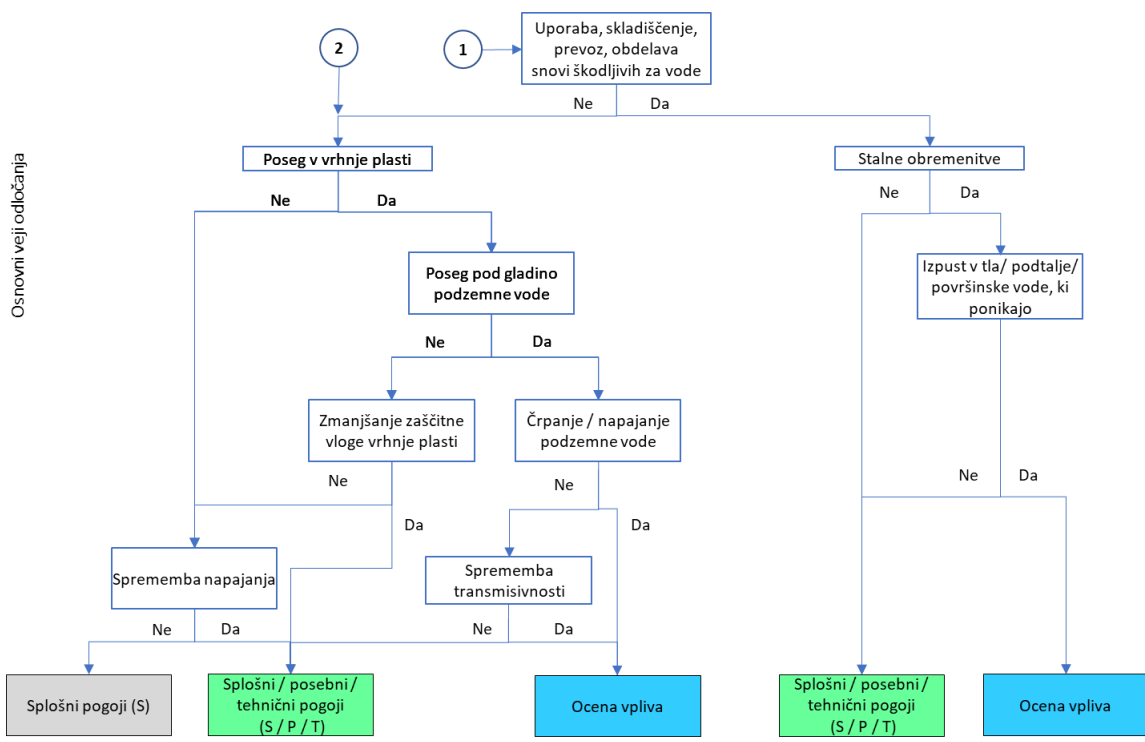 Osnovni veji odločanja
2
1
Uporaba, skladiščenje,
prevoz, obdelava
snovi škodljivih za vode
Ne
Da
Poseg v vrhnje plasti
Stalne obremenitve
Ne
Da
Ne
Da
Poseg pod gladino
podzemne vode
Izpust v tla/ podtalje/
površinske vode, ki
ponikajo
Ne
Da
Zmanjšanje zaščitne
vloge vrhnje plasti
Črpanje / napajanje
podzemne vode
Ne
Ne
Ne
Da
Da
Da
Sprememba napajanja
Sprememba
transmisivnosti
Ne
Da
Ne
Da
Splošni pogoji (S)
Splošni / posebni /
tehnični pogoji
(S / P / T)
Ocena vpliva
Splošni / posebni /
tehnični pogoji
(S / P / T)
Ocena vpliva